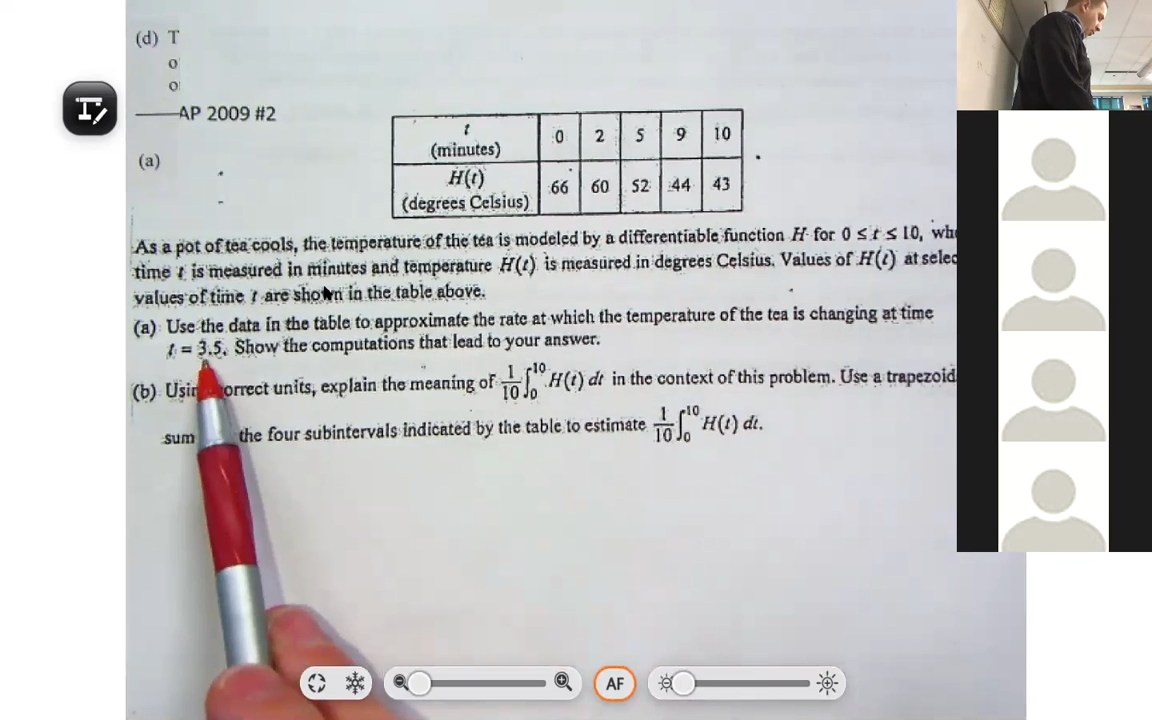 (d) T
o
o
AP 2009 #2
(a)
t (minutes) 0 2 5 9 10
H(t) (degrees Celsius) 66 60 52 44 43
As a pot of tea cools, the temperature of the tea is modeled by a differentiable function H for 0 ≤ t ≤ 10, wh
time t is measured in minutes and temperature H(t) is measured in degrees Celsius. Values of H(t) at selec
values of time t are shown in the table above.
(a) Use the data in the table to approximate the rate at which the temperature of the tea is changing at time
t = 3.5. Show the computations that lead to your answer.
(b) Usin orrect units, explain the meaning of 1/10 ∫₀¹⁰ H(t) dt in the context of this problem. Use a trapezoid
sum the four subintervals indicated by the table to estimate 1/10 ∫₀¹⁰ H(t) dt.
AF